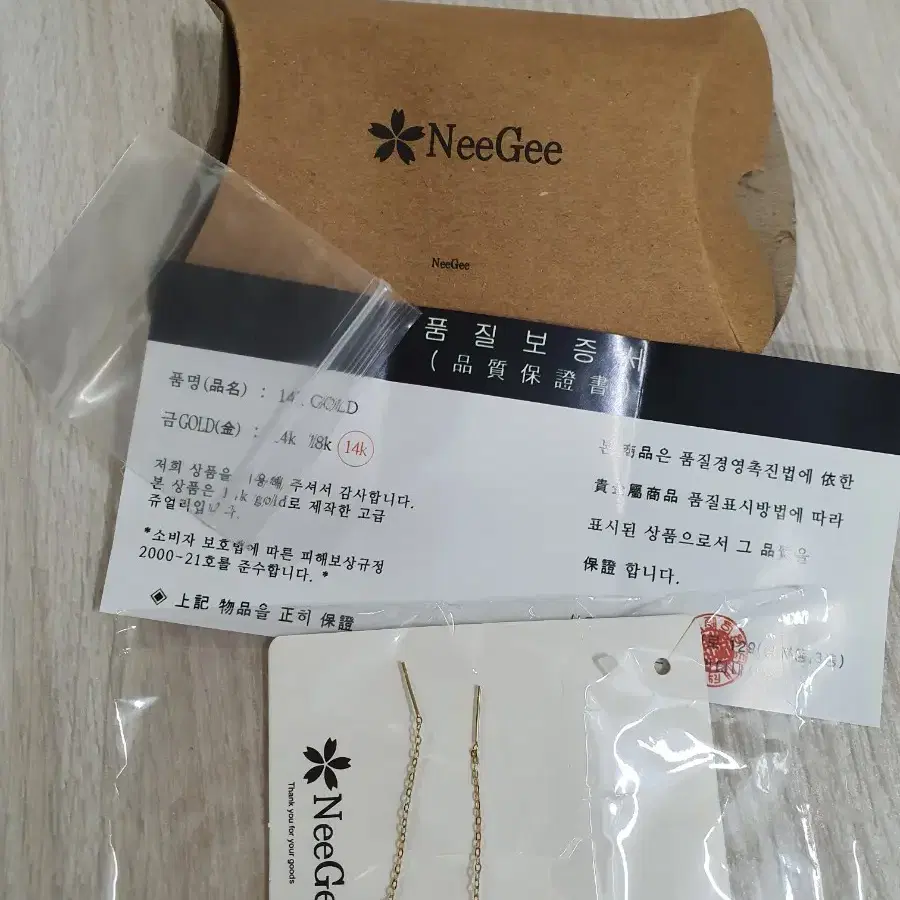 NeeGee
NeeGee
품 질 보 증 서
( 品 質 保 證 書
품명(品名) : 14 GOLD
금GOLD(金) : 14k 18k 14k
저희 상품을 주셔서 감사합니다.
본 상품은 14k gold로 제작한 고급
쥬얼리입니다.
*소비자 보호법에 따른 피해보상규정
2000-21호를 준수합니다. *
◈ 上記 物品을 正히 保證
본 商品은 품질경영촉진법에 依한
貴金屬商品 품질표시방법에 따라
표시된 상품으로서 그 品質을
保證 합니다.
NeeGe
Thank you for your goods